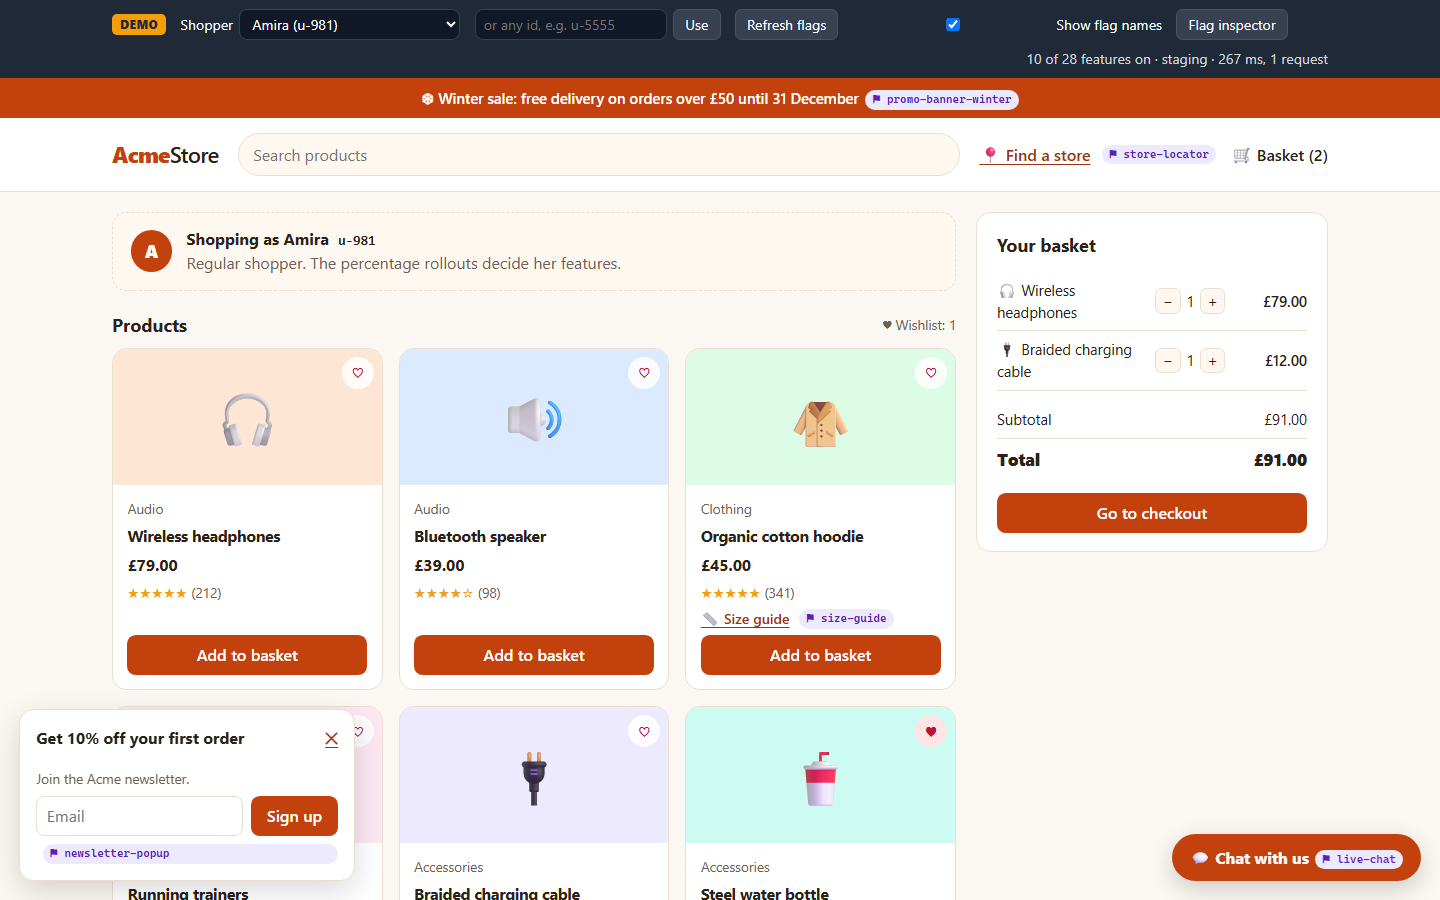 DEMO Shopper Amira (u-981) or any id, e.g. u-5555 Use Refresh flags Show flag names Flag inspector
10 of 28 features on · staging · 267 ms, 1 request
Winter sale: free delivery on orders over £50 until 31 December promo-banner-winter
AcmeStore Search products Find a store store-locator Basket (2)
A Shopping as Amira u-981
Regular shopper. The percentage rollouts decide her features.
Products Wishlist: 1
Audio
Wireless headphones
£79.00
★★★★★ (212)
Add to basket
Audio
Bluetooth speaker
£39.00
★★★★☆ (98)
Add to basket
Clothing
Organic cotton hoodie
£45.00
★★★★★ (341)
Size guide size-guide
Add to basket
Running trainers
Accessories
Braided charging cable
Accessories
Steel water bottle
Your basket
Wireless
headphones − 1 + £79.00
Braided charging
cable − 1 + £12.00
Subtotal £91.00
Total £91.00
Go to checkout
Get 10% off your first order
Join the Acme newsletter.
Email Sign up
newsletter-popup
Chat with us live-chat